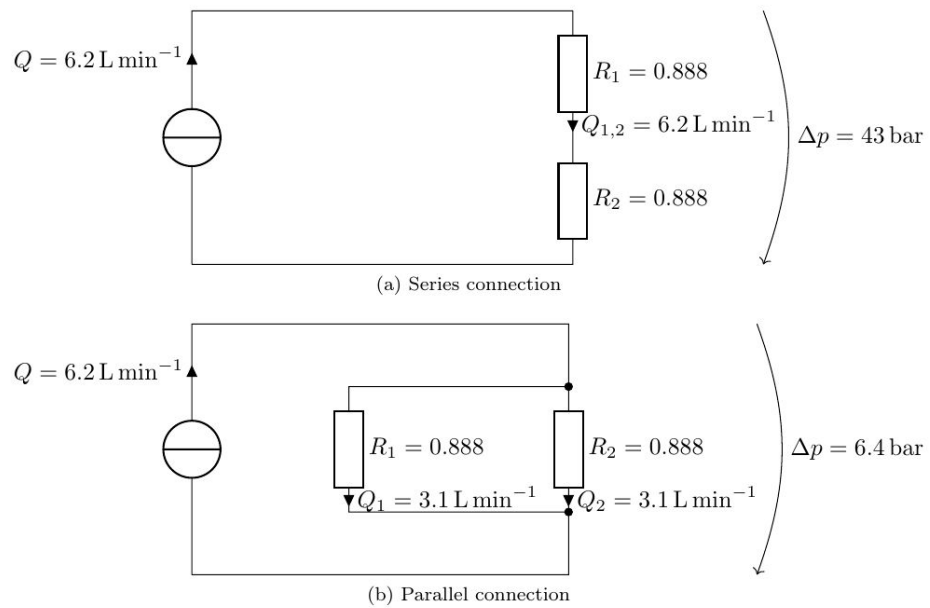 Q = 6.2 L min⁻¹
R₁ = 0.888
Q₁,₂ = 6.2 L min⁻¹
Δp = 43 bar
R₂ = 0.888
(a) Series connection
Q = 6.2 L min⁻¹
R₁ = 0.888
R₂ = 0.888
Δp = 6.4 bar
Q₁ = 3.1 L min⁻¹
Q₂ = 3.1 L min⁻¹
(b) Parallel connection